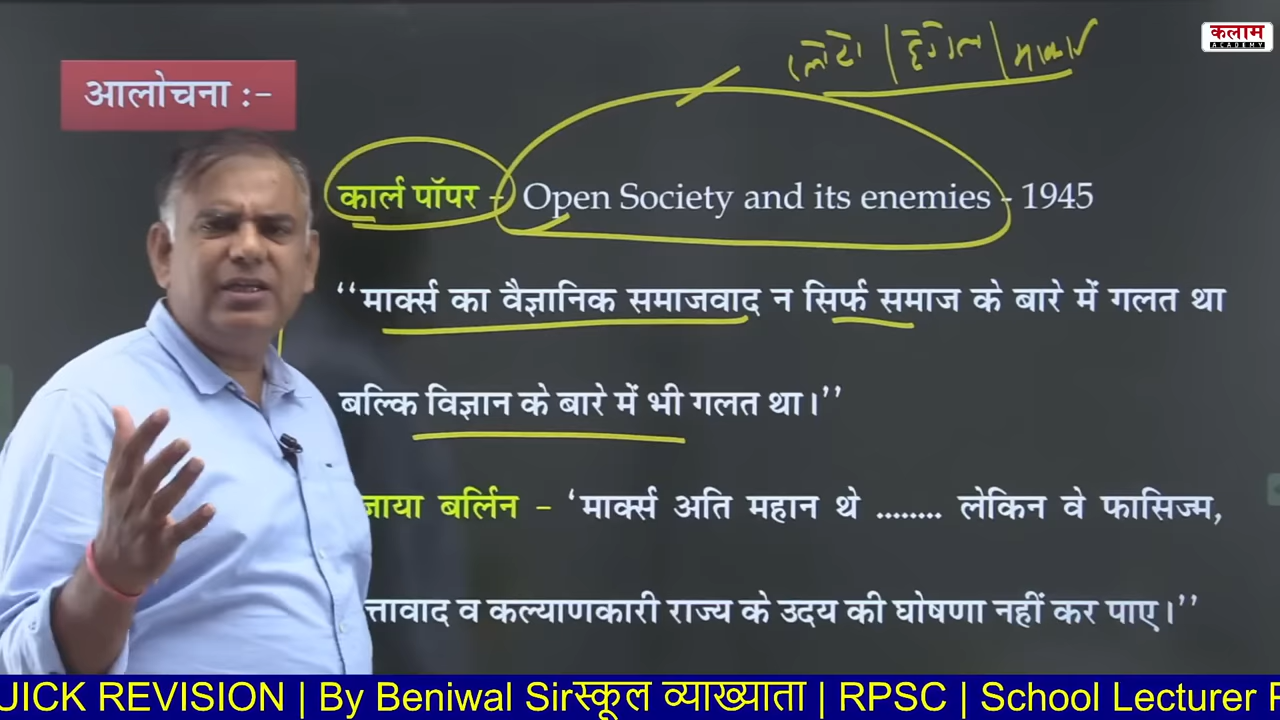 कलाम
ACADEMY
प्लेटो | हेगेल | मार्क्स
आलोचना :-
कार्ल पॉपर - Open Society and its enemies - 1945
‘‘मार्क्स का वैज्ञानिक समाजवाद न सिर्फ समाज के बारे में गलत था
बल्कि विज्ञान के बारे में भी गलत था।’’
जाया बर्लिन - ‘मार्क्स अति महान थे ........ लेकिन वे फासिज्म,
त्तावाद व कल्याणकारी राज्य के उदय की घोषणा नहीं कर पाए।’’
UICK REVISION | By Beniwal Sirस्कूल व्याख्याता | RPSC | School Lecturer